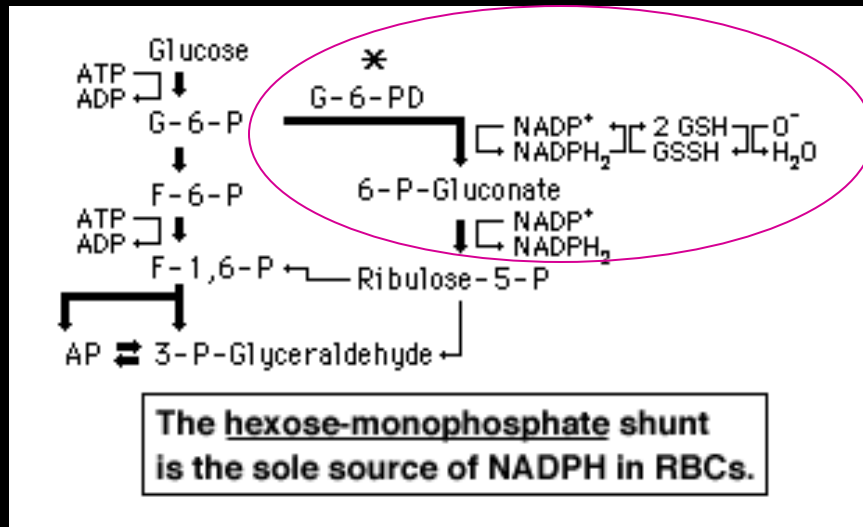 Glucose
*
ATP
ADP
G-6-PD
G-6-P
NADP⁺ 2 GSH O⁻
NADPH₂ GSSH H₂O
F-6-P
6-P-Gluconate
ATP
ADP
NADP⁺
NADPH₂
F-1,6-P
Ribulose-5-P
AP ⇄ 3-P-Glyceraldehyde
The hexose-monophosphate shunt
is the sole source of NADPH in RBCs.